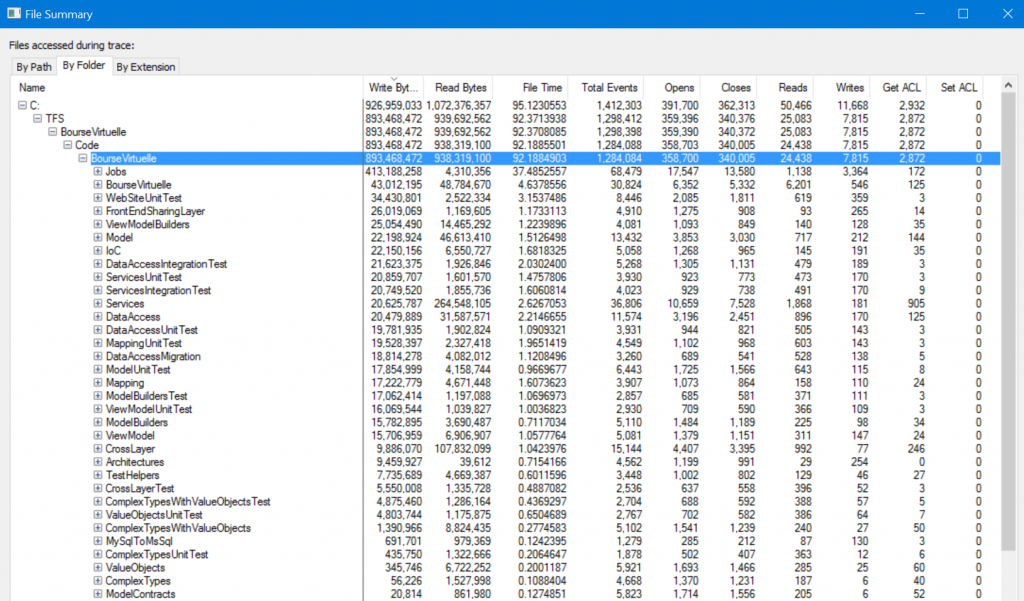 File Summary
Files accessed during trace:
By Path By Folder By Extension
Name Write Byt... Read Bytes File Time Total Events Opens Closes Reads Writes Get ACL Set ACL
C: 926,959,033 1,072,376,357 95.1230553 1,412,303 391,700 362,313 50,466 11,668 2,932 0
TFS 893,468,472 939,692,562 92.3713938 1,298,412 359,396 340,376 25,083 7,815 2,872 0
BourseVirtuelle 893,468,472 939,692,562 92.3708085 1,298,398 359,390 340,372 25,083 7,815 2,872 0
Code 893,468,472 938,319,100 92.1885501 1,284,088 358,703 340,005 24,438 7,815 2,872 0
BourseVirtuelle 893,468,472 938,319,100 92.1884903 1,284,084 358,700 340,005 24,438 7,815 2,872 0
Jobs 413,188,258 4,310,356 37.4852557 68,479 17,547 13,580 1,138 3,364 172 0
BourseVirtuelle 43,012,195 48,784,670 4.6378556 30,824 6,352 5,332 6,201 546 125 0
WebSiteUnitTest 34,430,801 2,522,334 3.1537486 8,446 2,085 1,811 619 359 3 0
FrontEndSharingLayer 26,019,069 1,169,605 1.1733113 4,910 1,275 908 93 265 14 0
ViewModelBuilders 25,054,490 14,465,292 1.2239896 4,081 1,093 849 140 128 35 0
Model 22,198,924 46,613,410 1.5126498 13,432 3,853 3,030 717 212 144 0
IoC 22,150,156 6,550,727 1.6818325 5,058 1,268 965 145 191 35 0
DataAccessIntegrationTest 21,623,375 1,926,846 2.0302400 5,268 1,305 1,131 479 189 3 0
ServicesUnitTest 20,859,707 1,601,570 1.4757806 3,930 923 773 473 170 3 0
ServicesIntegrationTest 20,749,520 1,855,736 1.6060814 4,023 929 738 491 170 9 0
Services 20,625,787 264,548,105 2.6267053 36,806 10,659 7,528 1,868 181 905 0
DataAccess 20,479,889 31,587,571 2.2146655 11,574 3,196 2,451 896 170 125 0
DataAccessUnitTest 19,781,935 1,902,824 1.0909321 3,931 944 821 505 143 3 0
MappingUnitTest 19,528,397 2,327,418 1.9651419 4,549 1,102 968 603 143 3 0
DataAccessMigration 18,814,278 4,082,012 1.1208496 3,260 689 541 528 138 5 0
ModelUnitTest 17,854,999 4,158,744 0.9669677 6,443 1,725 1,566 643 115 8 0
Mapping 17,222,779 4,671,448 1.6073623 3,907 1,073 864 158 110 24 0
ModelBuildersTest 17,062,414 1,197,088 1.0696973 2,857 685 581 371 111 3 0
ViewModelUnitTest 16,069,544 1,039,827 1.0036823 2,930 709 590 366 109 3 0
ModelBuilders 15,782,895 3,690,487 0.7117034 5,110 1,484 1,189 225 98 34 0
ViewModel 15,706,959 6,906,907 1.0577764 5,081 1,379 1,151 311 147 24 0
CrossLayer 9,886,070 107,832,099 1.0423976 15,144 4,407 3,395 992 77 246 0
Architectures 9,459,927 39,612 0.7154166 4,562 1,199 991 29 254 0 0
TestHelpers 7,735,689 4,669,387 0.6011596 3,448 1,002 802 129 46 27 0
CrossLayerTest 5,550,008 1,335,728 0.4887082 2,536 637 558 396 52 3 0
ComplexTypesWithValueObjectsTest 4,875,460 1,286,164 0.4369297 2,704 688 592 388 57 5 0
ValueObjectsUnitTest 4,803,744 1,175,875 0.6504689 2,767 702 582 386 64 7 0
ComplexTypesWithValueObjects 1,390,966 8,824,435 0.2774583 5,102 1,541 1,239 240 27 50 0
MySqlToMsSql 691,701 979,369 0.1242395 1,279 285 212 87 130 3 0
ComplexTypesUnitTest 435,750 1,322,666 0.2064647 1,878 502 407 363 12 6 0
ValueObjects 345,746 6,722,252 0.2001187 5,921 1,693 1,466 285 25 60 0
ComplexTypes 56,226 1,527,998 0.1088404 4,668 1,370 1,231 187 6 40 0
ModelContracts 20,814 861,980 0.1274851 5,823 1,714 1,556 205 6 52 0